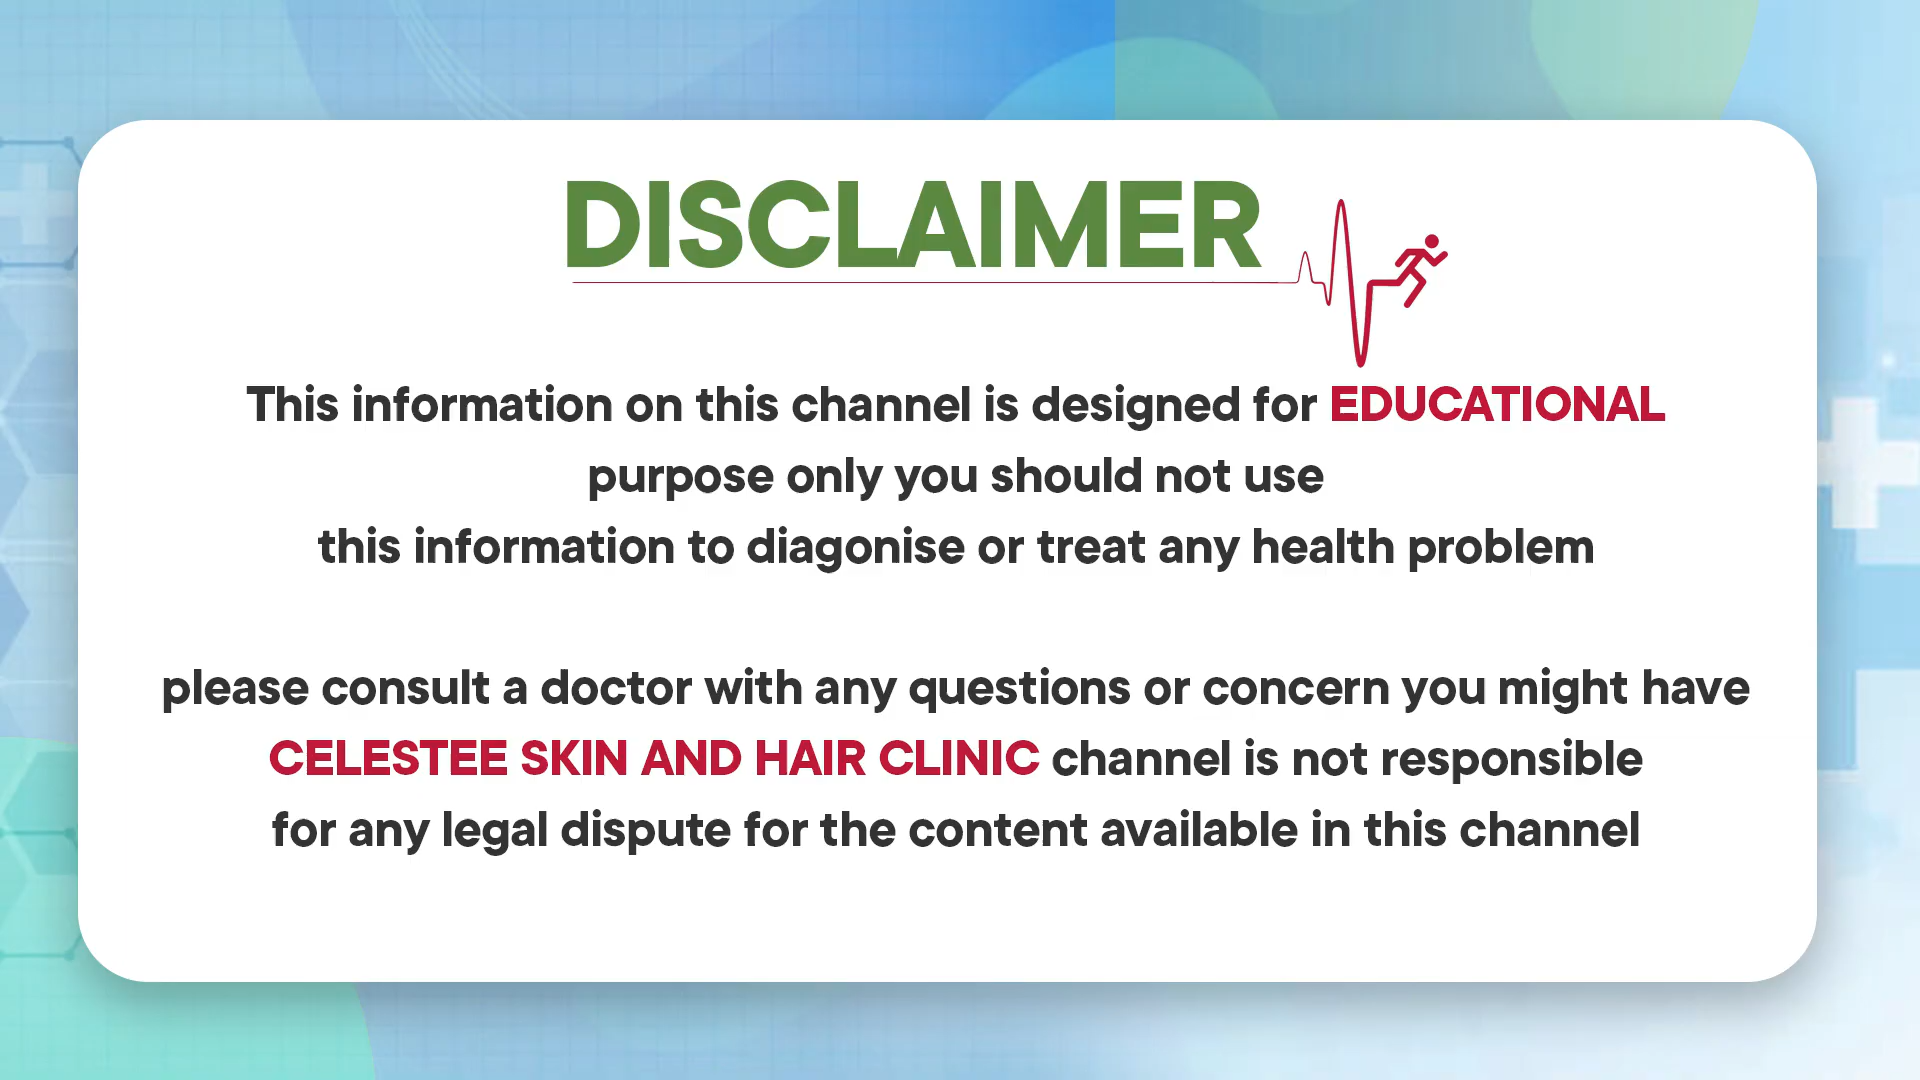 DISCLAIMER
This information on this channel is designed for EDUCATIONAL
purpose only you should not use
this information to diagonise or treat any health problem
please consult a doctor with any questions or concern you might have
CELESTEE SKIN AND HAIR CLINIC channel is not responsible
for any legal dispute for the content available in this channel